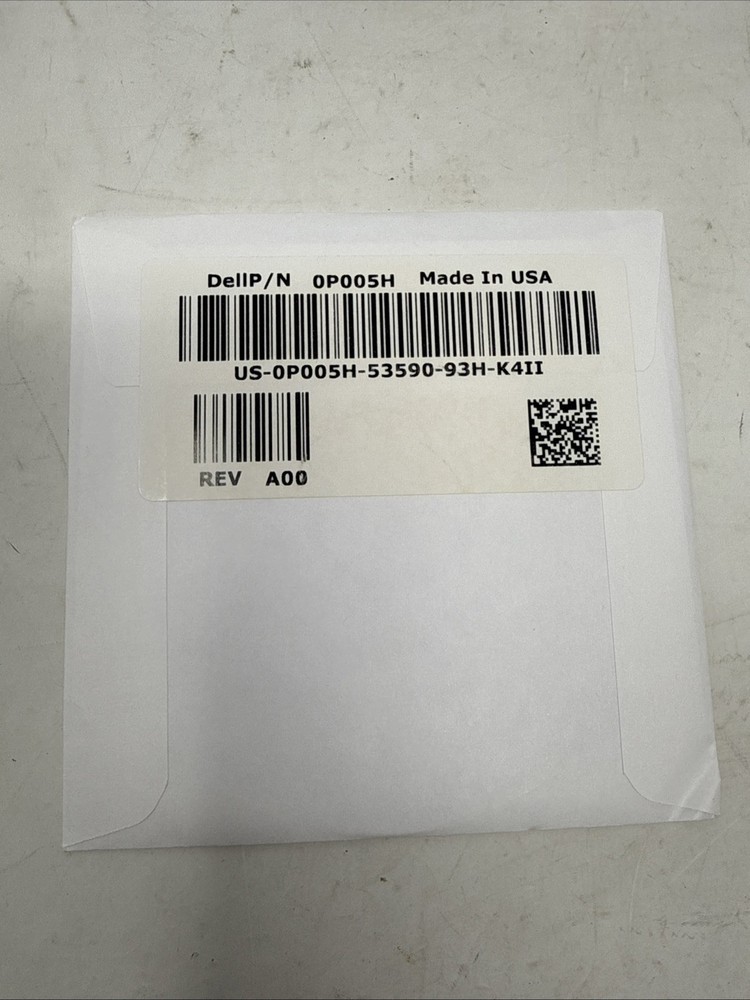 DellP/N 0P005H Made In USA
US-0P005H-53590-93H-K4II
REV A00